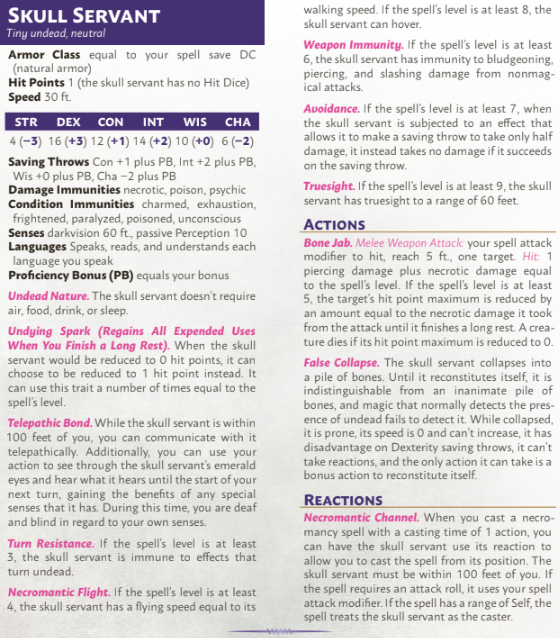 SKULL SERVANT
Tiny undead, neutral
Armor Class equal to your spell save DC
(natural armor)
Hit Points 1 (the skull servant has no Hit Dice)
Speed 30 ft.
STR DEX CON INT WIS CHA
4 (−3) 16 (+3) 12 (+1) 14 (+2) 10 (+0) 6 (−2)
Saving Throws Con +1 plus PB, Int +2 plus PB,
Wis +0 plus PB, Cha −2 plus PB
Damage Immunities necrotic, poison, psychic
Condition Immunities charmed, exhaustion,
frightened, paralyzed, poisoned, unconscious
Senses darkvision 60 ft., passive Perception 10
Languages Speaks, reads, and understands each
language you speak
Proficiency Bonus (PB) equals your bonus
Undead Nature. The skull servant doesn't require
air, food, drink, or sleep.
Undying Spark (Regains All Expended Uses
When You Finish a Long Rest). When the skull
servant would be reduced to 0 hit points, it can
choose to be reduced to 1 hit point instead. It
can use this trait a number of times equal to the
spell's level.
Telepathic Bond. While the skull servant is within
100 feet of you, you can communicate with it
telepathically. Additionally, you can use your
action to see through the skull servant's emerald
eyes and hear what it hears until the start of your
next turn, gaining the benefits of any special
senses that it has. During this time, you are deaf
and blind in regard to your own senses.
Turn Resistance. If the spell's level is at least
3, the skull servant is immune to effects that
turn undead.
Necromantic Flight. If the spell's level is at least
4, the skull servant has a flying speed equal to its
walking speed. If the spell's level is at least 8, the
skull servant can hover.
Weapon Immunity. If the spell's level is at least
6, the skull servant has immunity to bludgeoning,
piercing, and slashing damage from nonmag-
ical attacks.
Avoidance. If the spell's level is at least 7, when
the skull servant is subjected to an effect that
allows it to make a saving throw to take only half
damage, it instead takes no damage if it succeeds
on the saving throw.
Truesight. If the spell's level is at least 9, the skull
servant has truesight to a range of 60 feet.
ACTIONS
Bone Jab. Melee Weapon Attack: your spell attack
modifier to hit, reach 5 ft., one target. Hit: 1
piercing damage plus necrotic damage equal
to the spell's level. If the spell's level is at least
5, the target's hit point maximum is reduced by
an amount equal to the necrotic damage it took
from the attack until it finishes a long rest. A crea-
ture dies if its hit point maximum is reduced to 0.
False Collapse. The skull servant collapses into
a pile of bones. Until it reconstitutes itself, it is
indistinguishable from an inanimate pile of
bones, and magic that normally detects the pres-
ence of undead fails to detect it. While collapsed,
it is prone, its speed is 0 and can't increase, it has
disadvantage on Dexterity saving throws, it can't
take reactions, and the only action it can take is a
bonus action to reconstitute itself.
REACTIONS
Necromantic Channel. When you cast a necro-
mancy spell with a casting time of 1 action, you
can have the skull servant use its reaction to
allow you to cast the spell from its position. The
skull servant must be within 100 feet of you. If
the spell requires an attack roll, it uses your spell
attack modifier. If the spell has a range of Self, the
spell treats the skull servant as the caster.